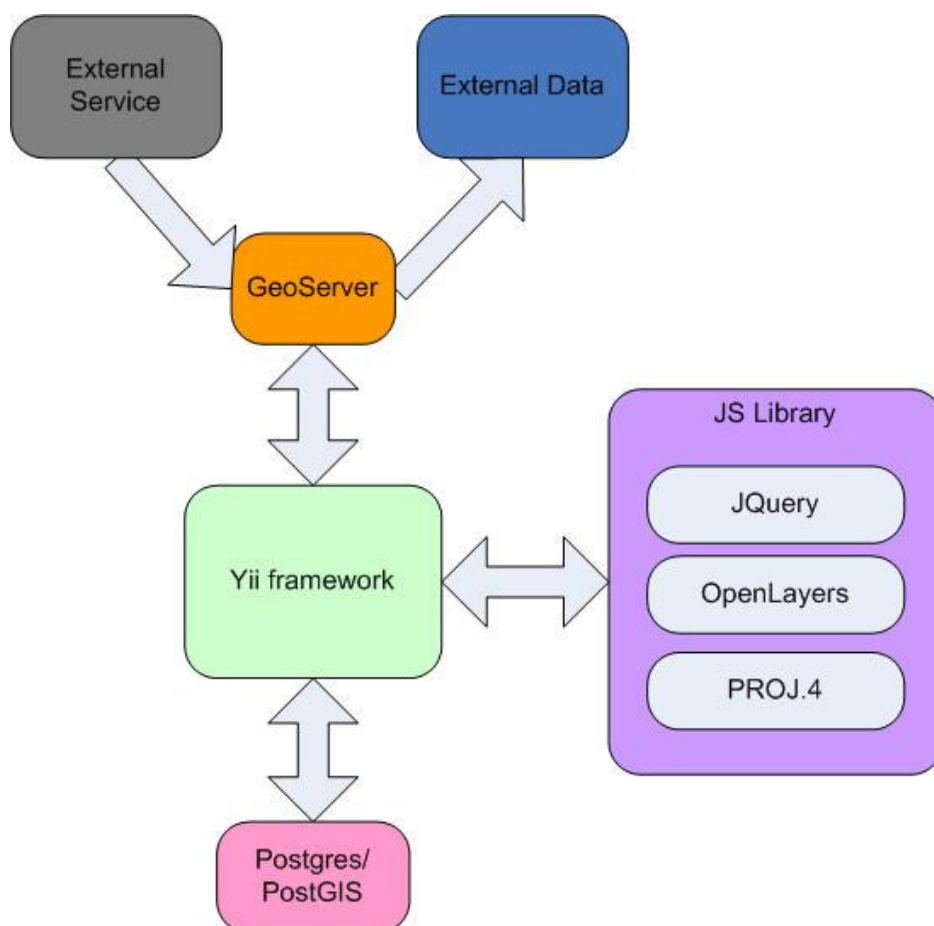 External
Service
External Data
GeoServer
JS Library
JQuery
OpenLayers
PROJ.4
Yii framework
Postgres/
PostGIS